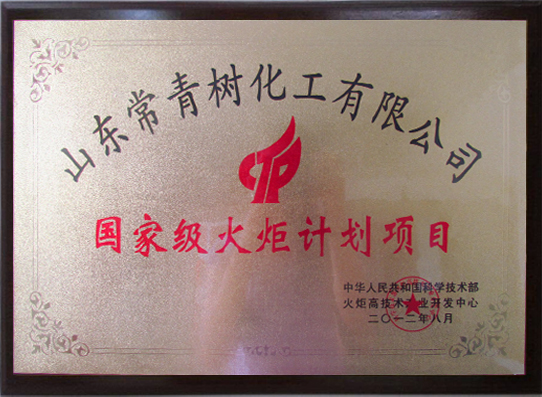 山东常青树化工有限公司
国家级火炬计划项目
中华人民共和国科学技术部
火炬高技术产业开发中心
二〇一二年八月